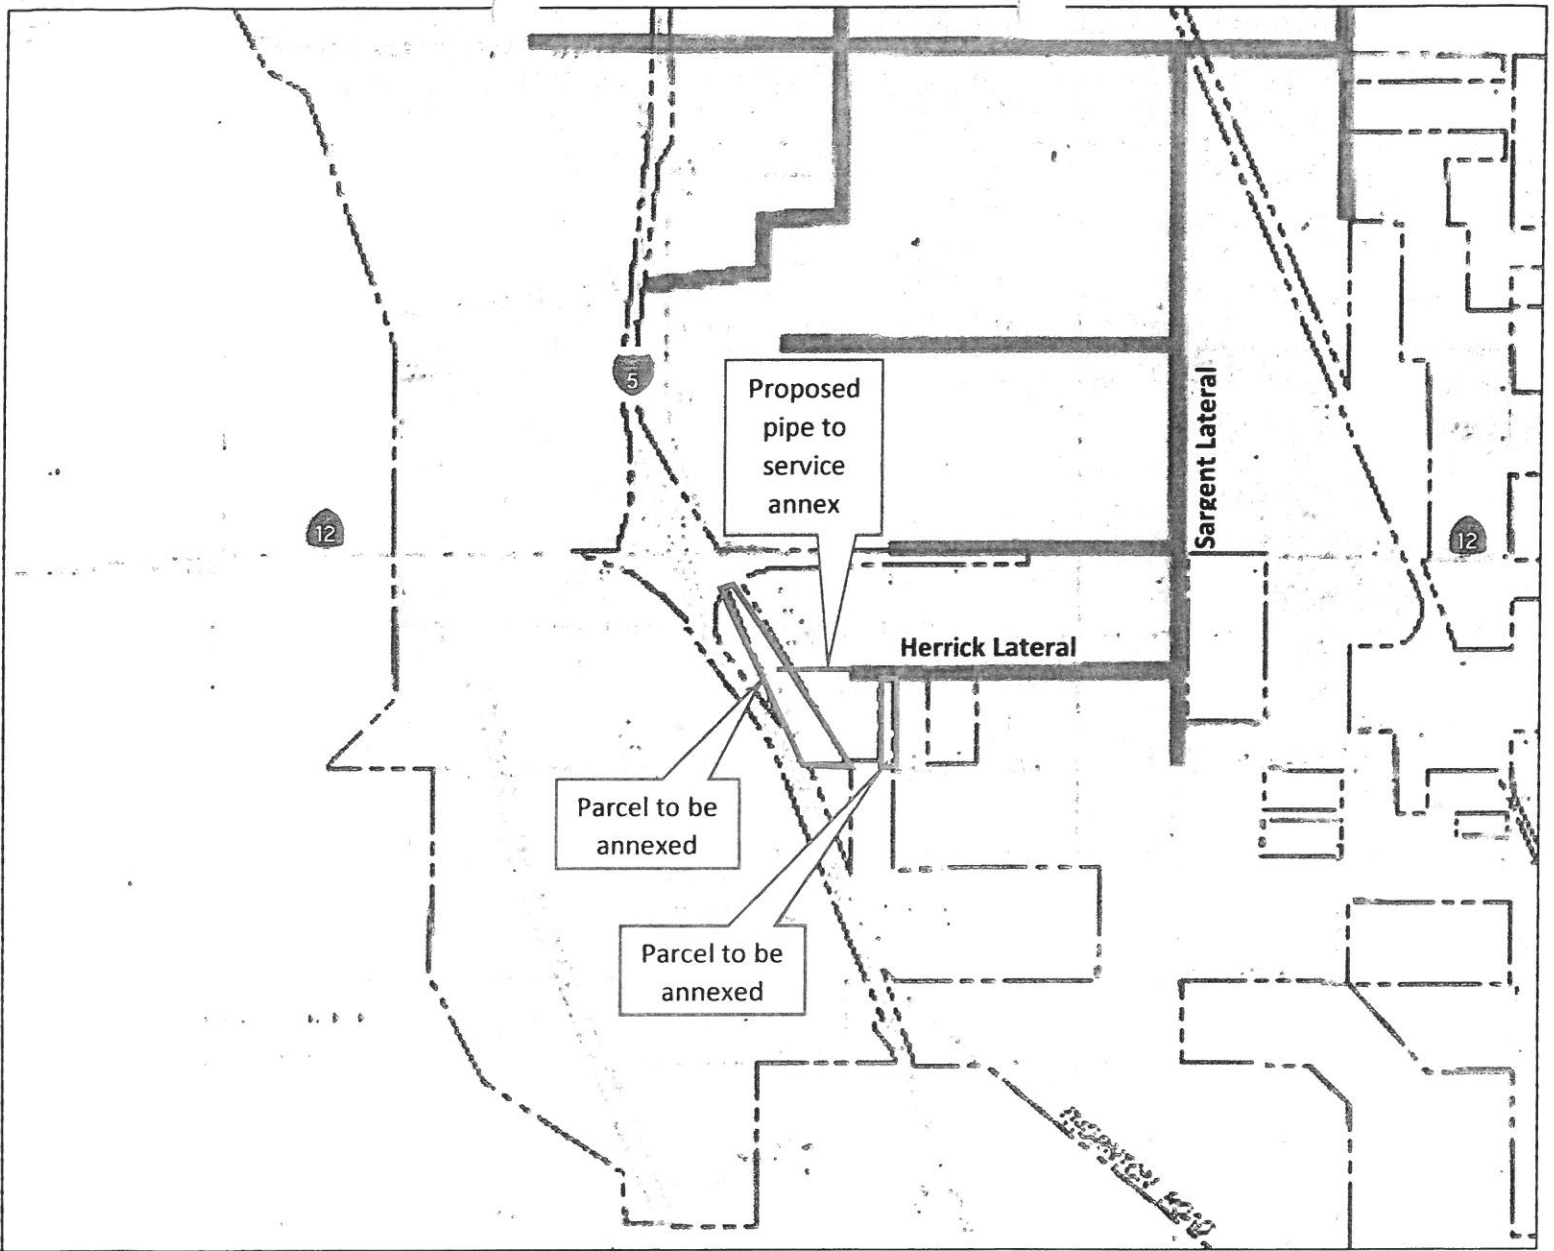 5
Proposed
pipe to
service
annex
Sargent Lateral
12
12
Herrick Lateral
Parcel to be
annexed
Parcel to be
annexed